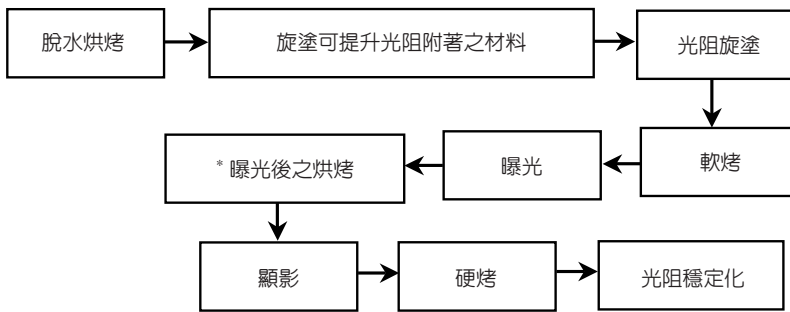 脫水烘烤
旋塗可提升光阻附著之材料
光阻旋塗
軟烤
曝光
*曝光後之烘烤
顯影
硬烤
光阻穩定化